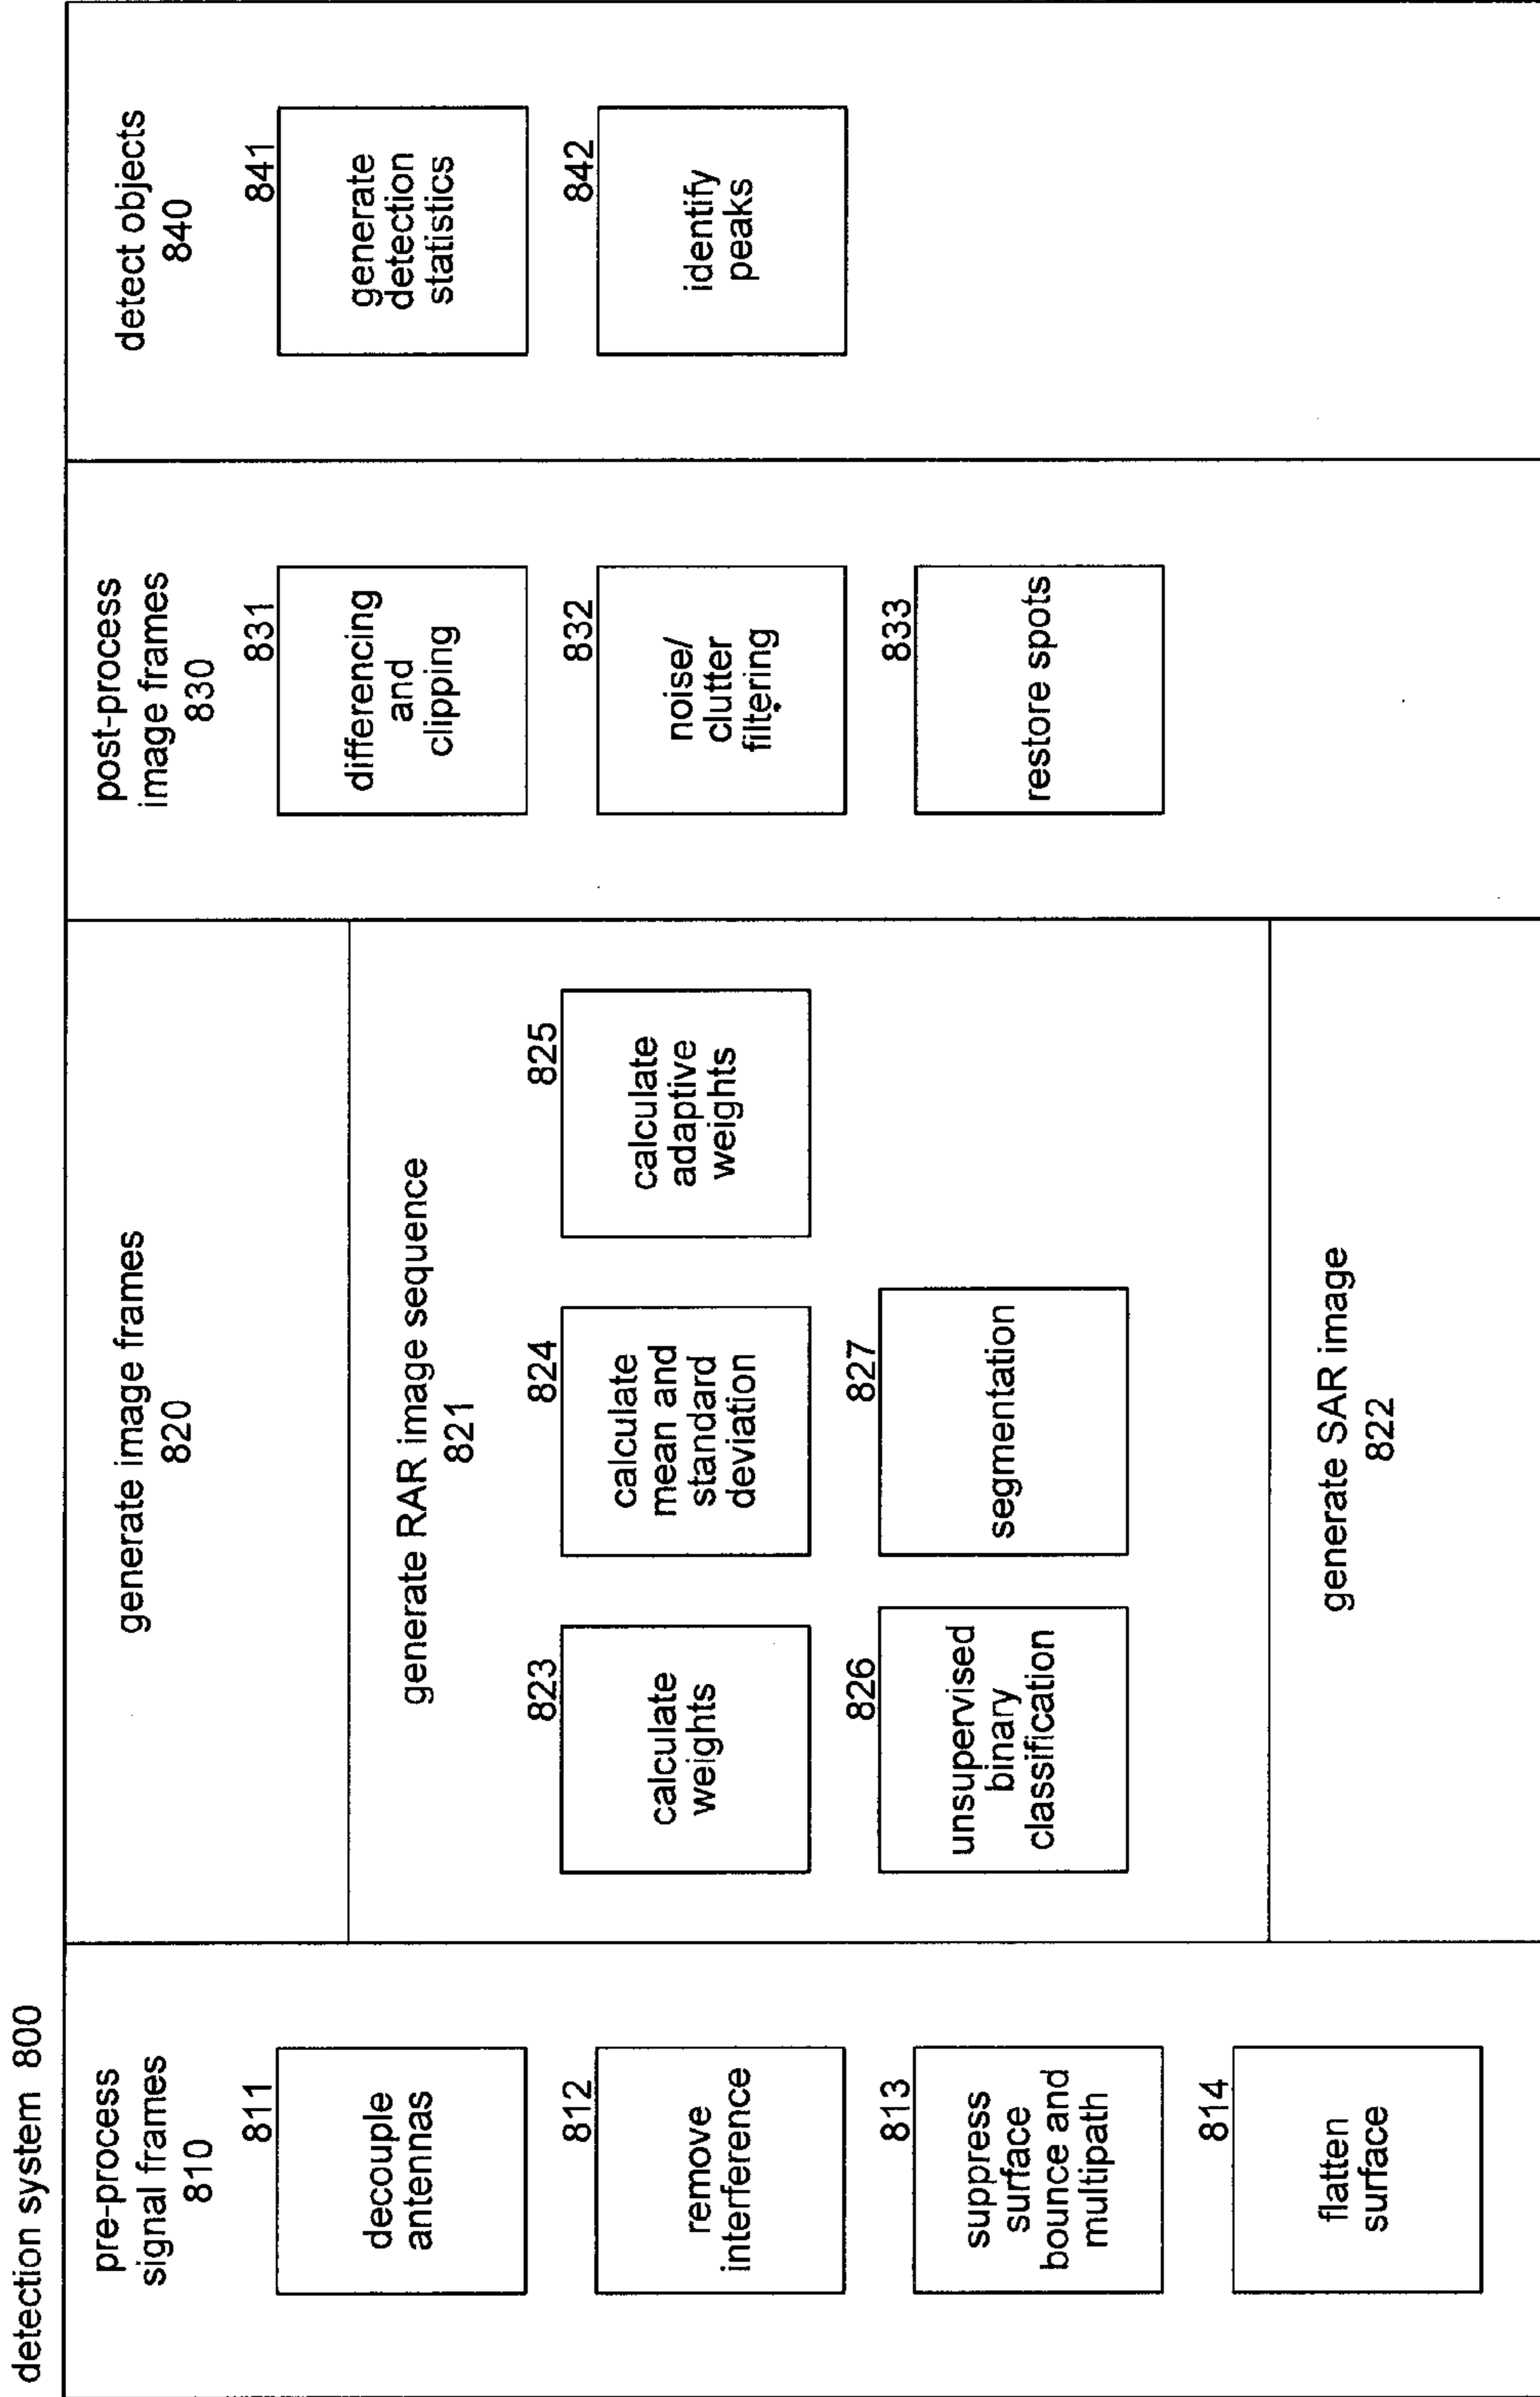 detection system 800
pre-process
signal frames
810
811
decouple
antennas
812
remove
interference
813
suppress
surface
bounce and
multipath
814
flatten
surface
generate image frames
820
generate RAR image sequence
821
823
calculate
weights
824
calculate
mean and
standard
deviation
825
calculate
adaptive
weights
826
unsupervised
binary
classification
827
segmentation
generate SAR image
822
post-process
image frames
830
831
differencing
and
clipping
832
noise/
clutter
filtering
833
restore spots
detect objects
840
841
generate
detection
statistics
842
identify
peaks